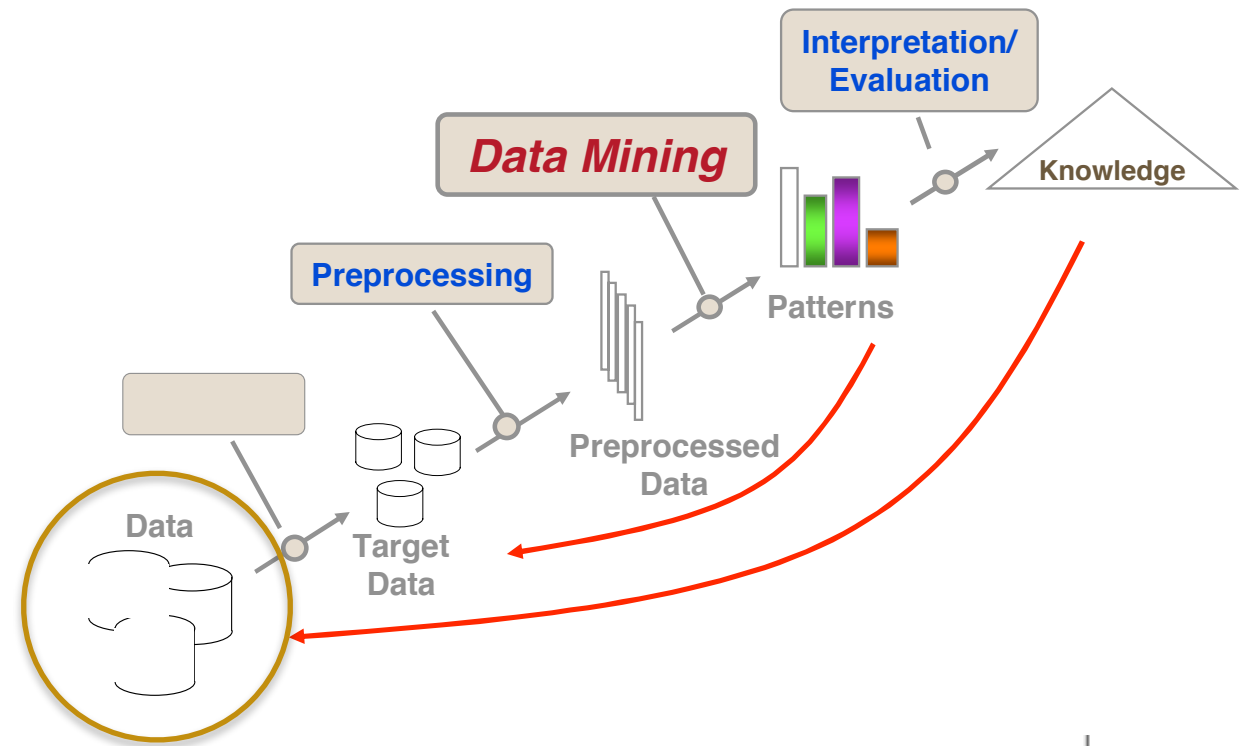 Interpretation/
Evaluation
Data Mining
Knowledge
Preprocessing
Patterns
Preprocessed
Data
Data
Target
Data